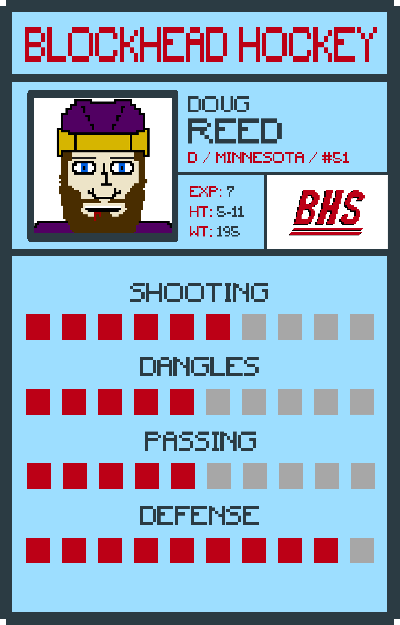 BLOCKHEAD HOCKEY
DOUG
REED
D / MINNESOTA / #51
EXP: 7
HT: 5-11
WT: 195
BHS
SHOOTING
DANGLES
PASSING
DEFENSE